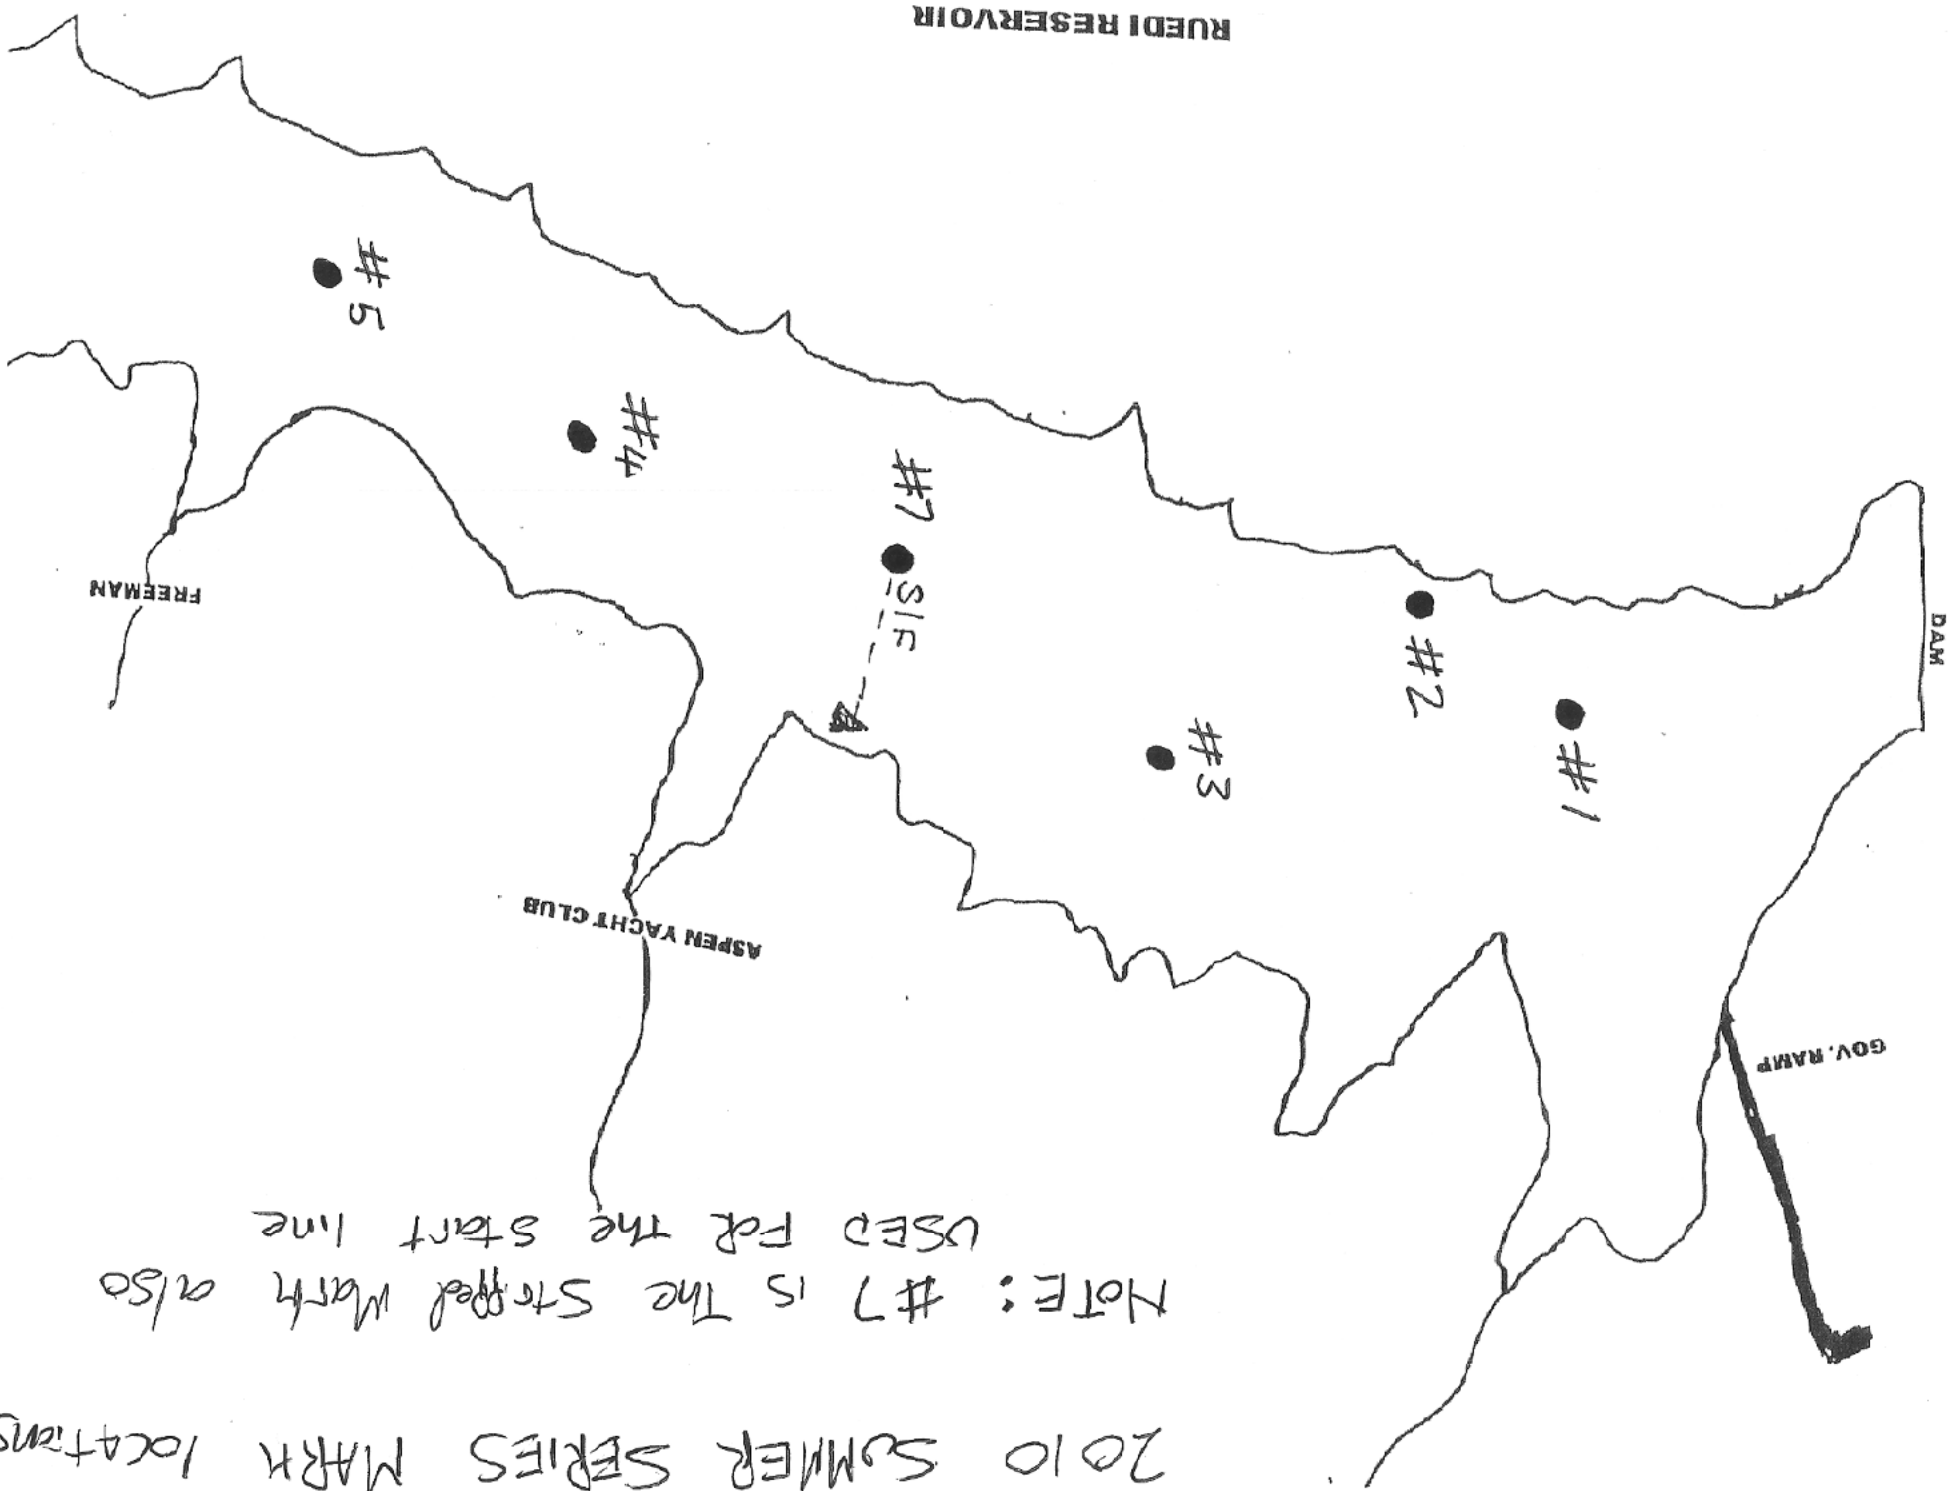 2010 SUMMER SERIES MARK lOCATions
NOTE: #7 is The Stripped Mark also
USED FOR The Start line
GOV. RAMP
ASPEN YACHT CLUB
FREEMAN
DAM
#1
#2
#3
#7
S/F
#4
#5
RUEDI RESERVOIR